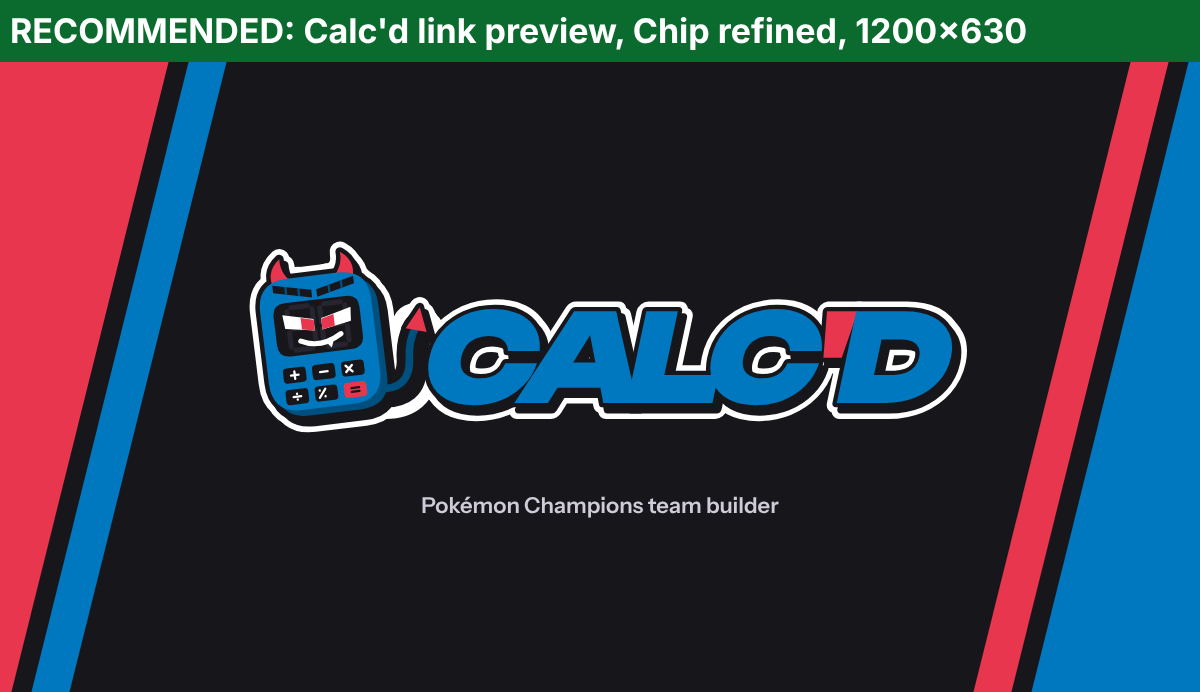 RECOMMENDED: Calc'd link preview, Chip refined, 1200×630
CALC'D
+ − ×
÷ ٪ =
Pokémon Champions team builder